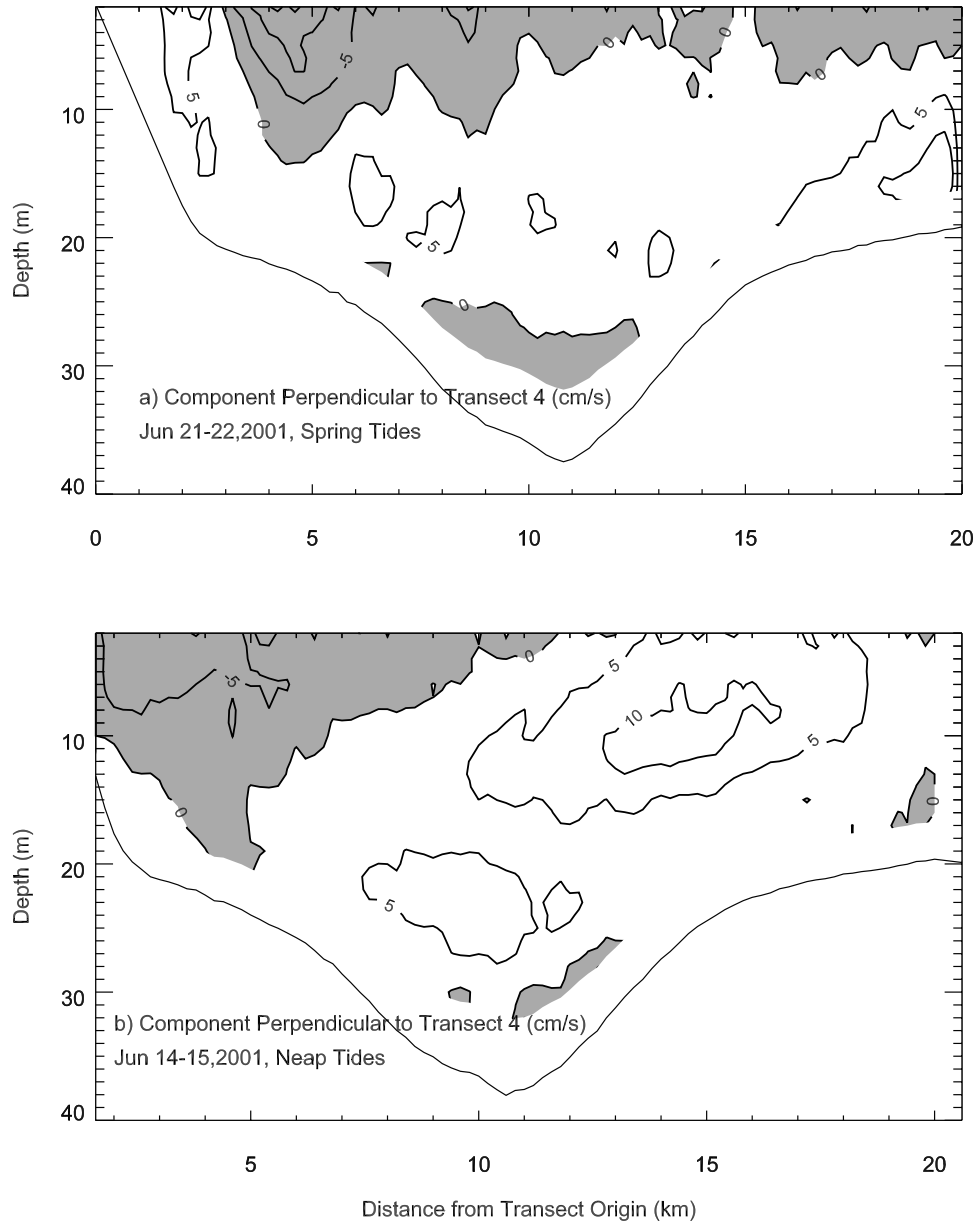 5
-5
0
0
0
0
5
5
0
10
20
30
40
Depth (m)
a) Component Perpendicular to Transect 4 (cm/s)
Jun 21-22,2001, Spring Tides
0 5 10 15 20
0
5
-5
10
5
0
0
5
10
20
30
40
Depth (m)
b) Component Perpendicular to Transect 4 (cm/s)
Jun 14-15,2001, Neap Tides
5 10 15 20
Distance from Transect Origin (km)